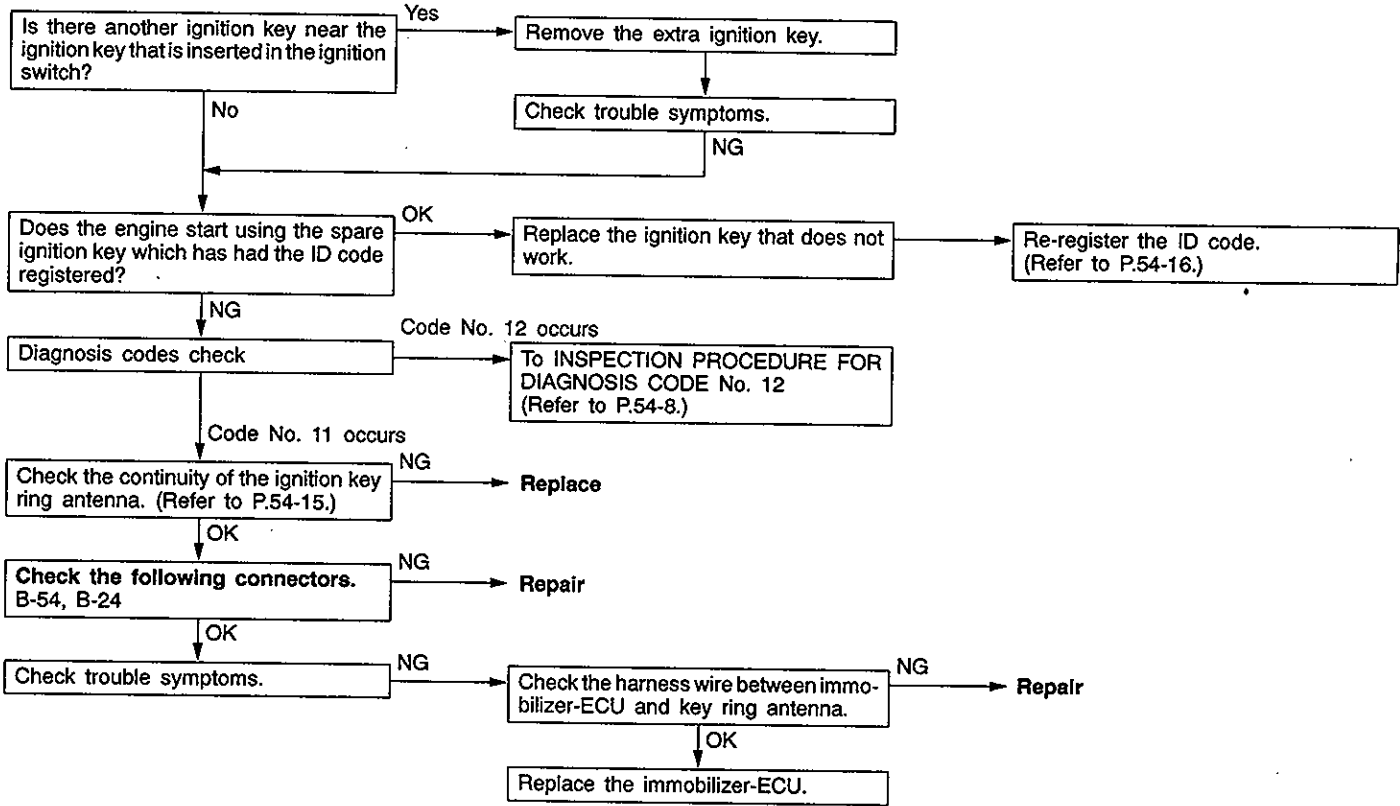 Is there another ignition key near the
ignition key that is inserted in the ignition
switch?
Yes
Remove the extra ignition key.
No
Check trouble symptoms.
NG
Does the engine start using the spare
ignition key which has had the ID code
registered?
OK
Replace the ignition key that does not
work.
Re-register the ID code.
(Refer to P.54-16.)
NG
Diagnosis codes check
Code No. 12 occurs
To INSPECTION PROCEDURE FOR
DIAGNOSIS CODE No. 12
(Refer to P.54-8.)
Code No. 11 occurs
Check the continuity of the ignition key
ring antenna. (Refer to P.54-15.)
NG
Replace
OK
Check the following connectors.
B-54, B-24
NG
Repair
OK
Check trouble symptoms.
NG
Check the harness wire between immo-
bilizer-ECU and key ring antenna.
NG
Repair
OK
Replace the immobilizer-ECU.